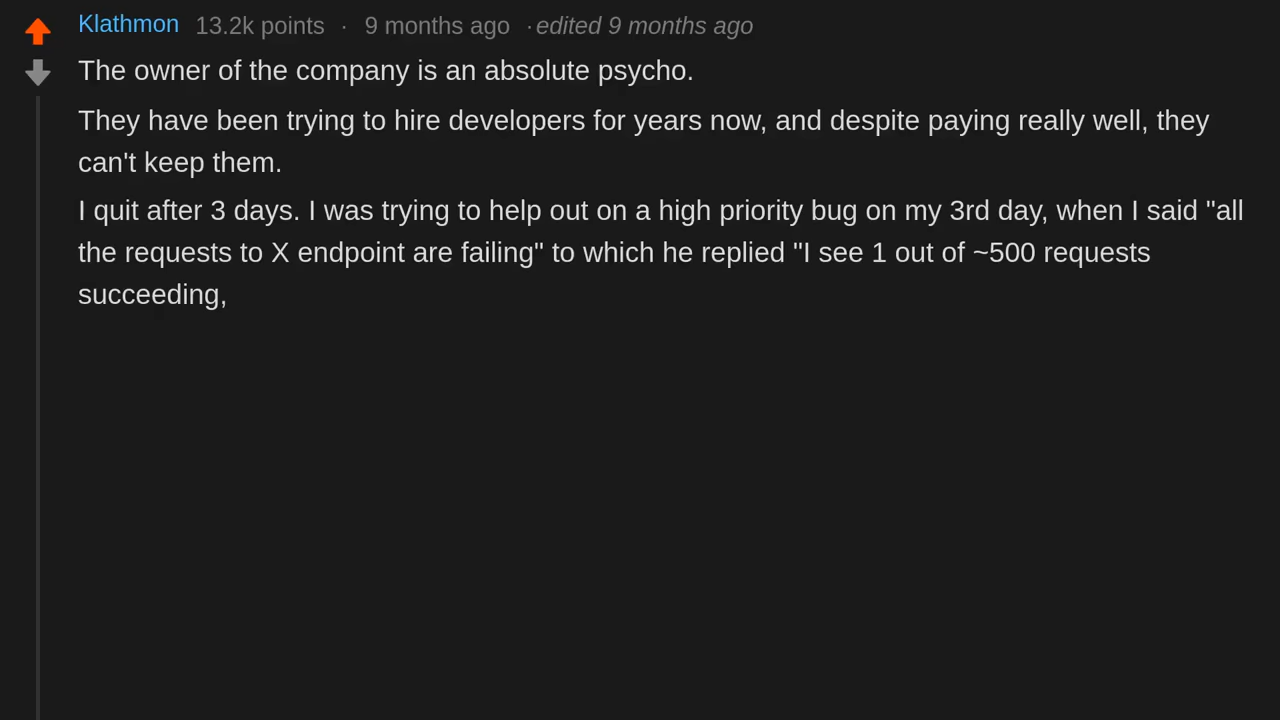 Klathmon 13.2k points · 9 months ago · edited 9 months ago
The owner of the company is an absolute psycho.
They have been trying to hire developers for years now, and despite paying really well, they
can't keep them.
I quit after 3 days. I was trying to help out on a high priority bug on my 3rd day, when I said "all
the requests to X endpoint are failing" to which he replied "I see 1 out of ~500 requests
succeeding,